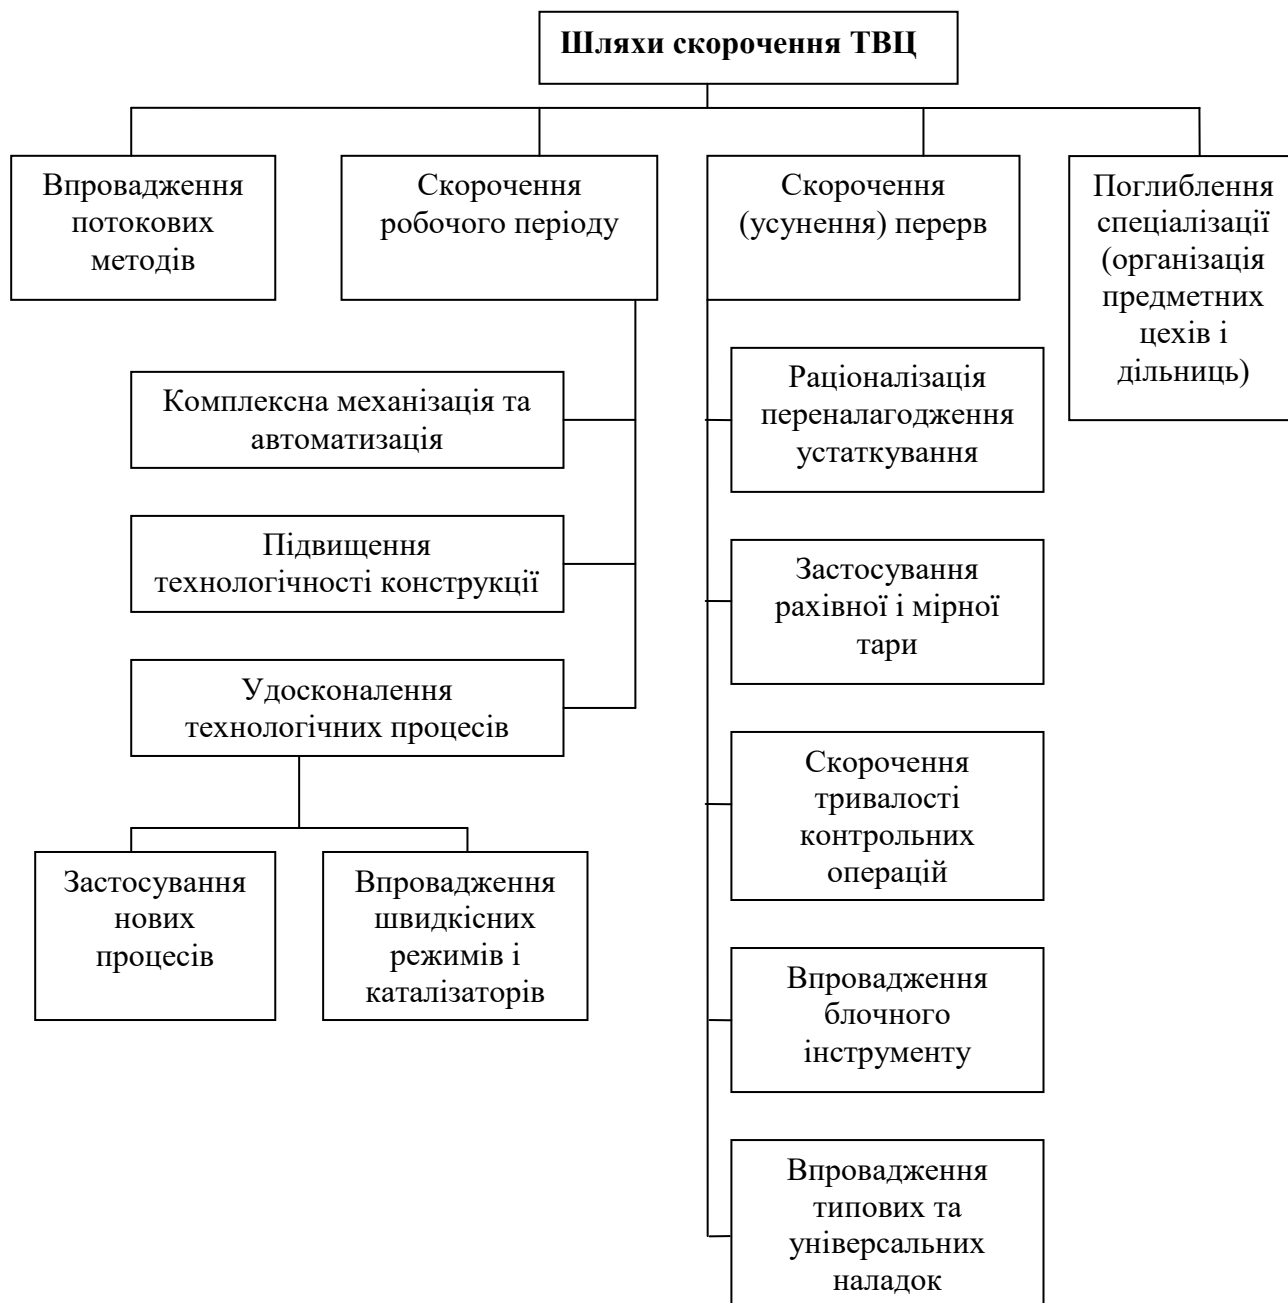 Шляхи скорочення ТВЦ
Впровадження
потокових
методів
Скорочення
робочого періоду
Скорочення
(усунення) перерв
Поглиблення
спеціалізації
(організація
предметних
цехів і
дільниць)
Комплексна механізація та
автоматизація
Підвищення
технологічності конструкції
Удосконалення
технологічних процесів
Застосування
нових
процесів
Впровадження
швидкісних
режимів і
каталізаторів
Раціоналізація
переналагодження
устаткування
Застосування
рахівної і мірної
тари
Скорочення
тривалості
контрольних
операцій
Впровадження
блочного
інструменту
Впровадження
типових та
універсальних
наладок